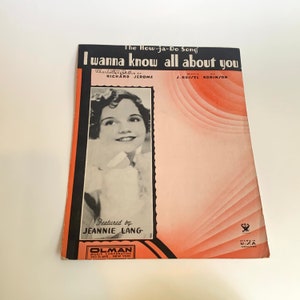 The How-Ja-Do Song
I wanna know all about you
RICHARD JEROME
J. RUSSEL ROBINSON
Featured by
JEANNIE LANG
OLMAN